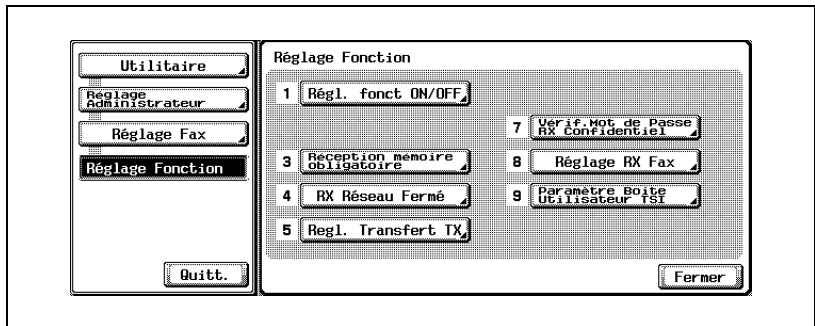 Utilitaire
Réglage
Administrateur
Réglage Fax
Réglage Fonction
Quitt.
Réglage Fonction
1 Régl. fonct ON/OFF
3 Réception mémoire
obligatoire
4 RX Réseau Fermé
5 Regl. Transfert TX
7 Vérif.Mot de Passe
RX Confidentiel
8 Réglage RX Fax
9 Paramètre Boite
Utilisateur TSI
Fermer